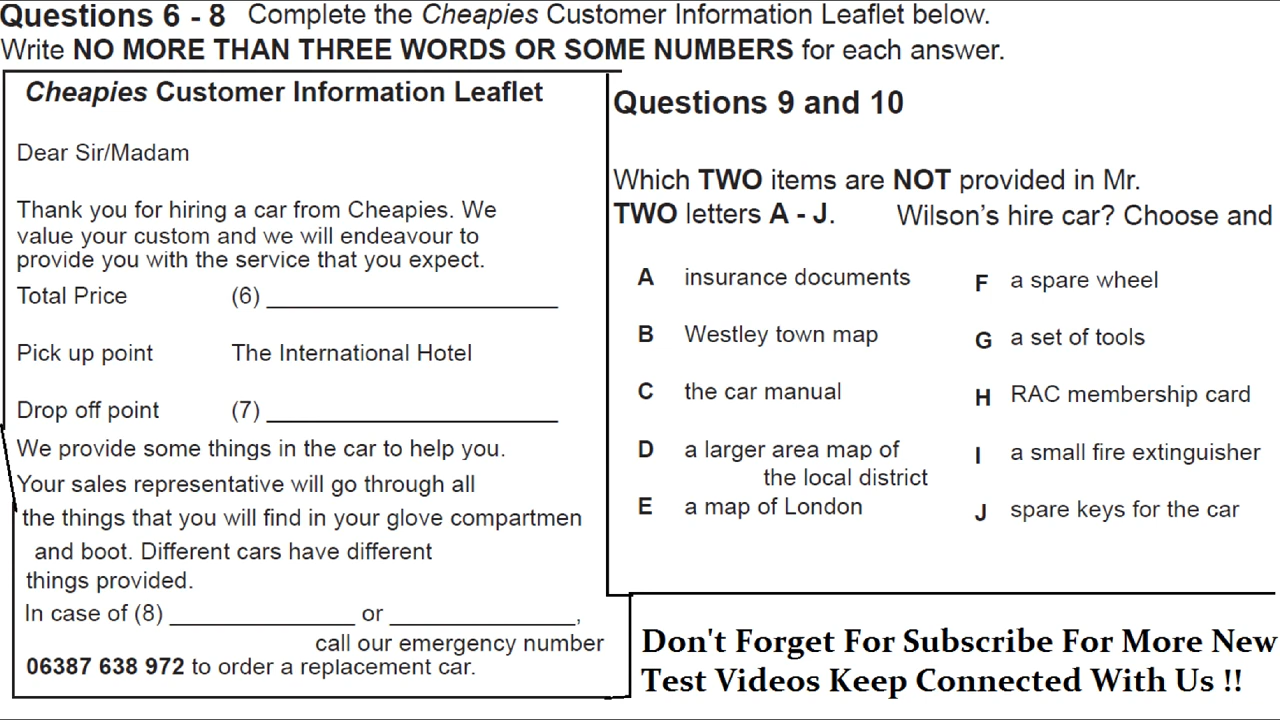 Questions 6 - 8 Complete the Cheapies Customer Information Leaflet below.
Write NO MORE THAN THREE WORDS OR SOME NUMBERS for each answer.
Cheapies Customer Information Leaflet
Dear Sir/Madam
Thank you for hiring a car from Cheapies. We
value your custom and we will endeavour to
provide you with the service that you expect.
Total Price (6) ______________________
Pick up point The International Hotel
Drop off point (7) ______________________
We provide some things in the car to help you.
Your sales representative will go through all
the things that you will find in your glove compartmen
and boot. Different cars have different
things provided.
In case of (8) ______________ or ______________,
call our emergency number
06387 638 972 to order a replacement car.
Questions 9 and 10
Which TWO items are NOT provided in Mr.
TWO letters A - J. Wilson's hire car? Choose and
A insurance documents
B Westley town map
C the car manual
D a larger area map of
the local district
E a map of London
F a spare wheel
G a set of tools
H RAC membership card
I a small fire extinguisher
J spare keys for the car
Don't Forget For Subscribe For More New
Test Videos Keep Connected With Us !!